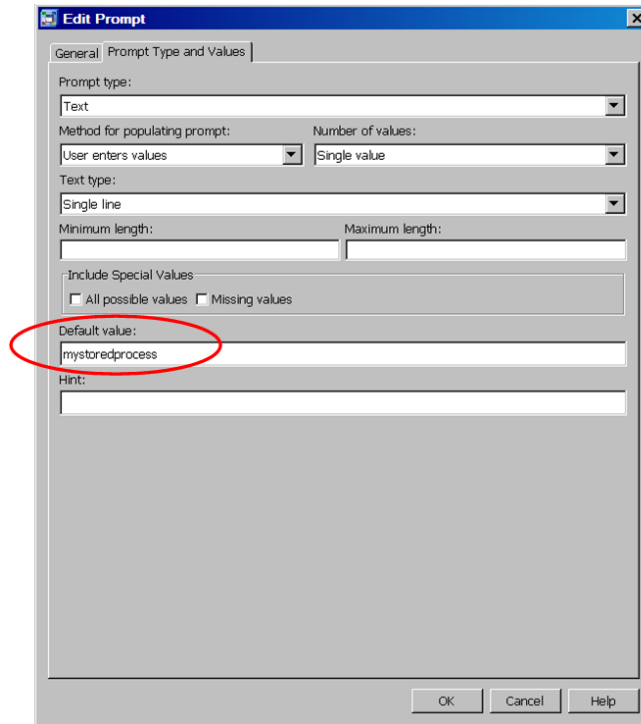 Edit Prompt
General Prompt Type and Values
Prompt type:
Text
Method for populating prompt: Number of values:
User enters values Single value
Text type:
Single line
Minimum length: Maximum length:
Include Special Values
All possible values Missing values
Default value:
mystoredprocess
Hint:
OK Cancel Help